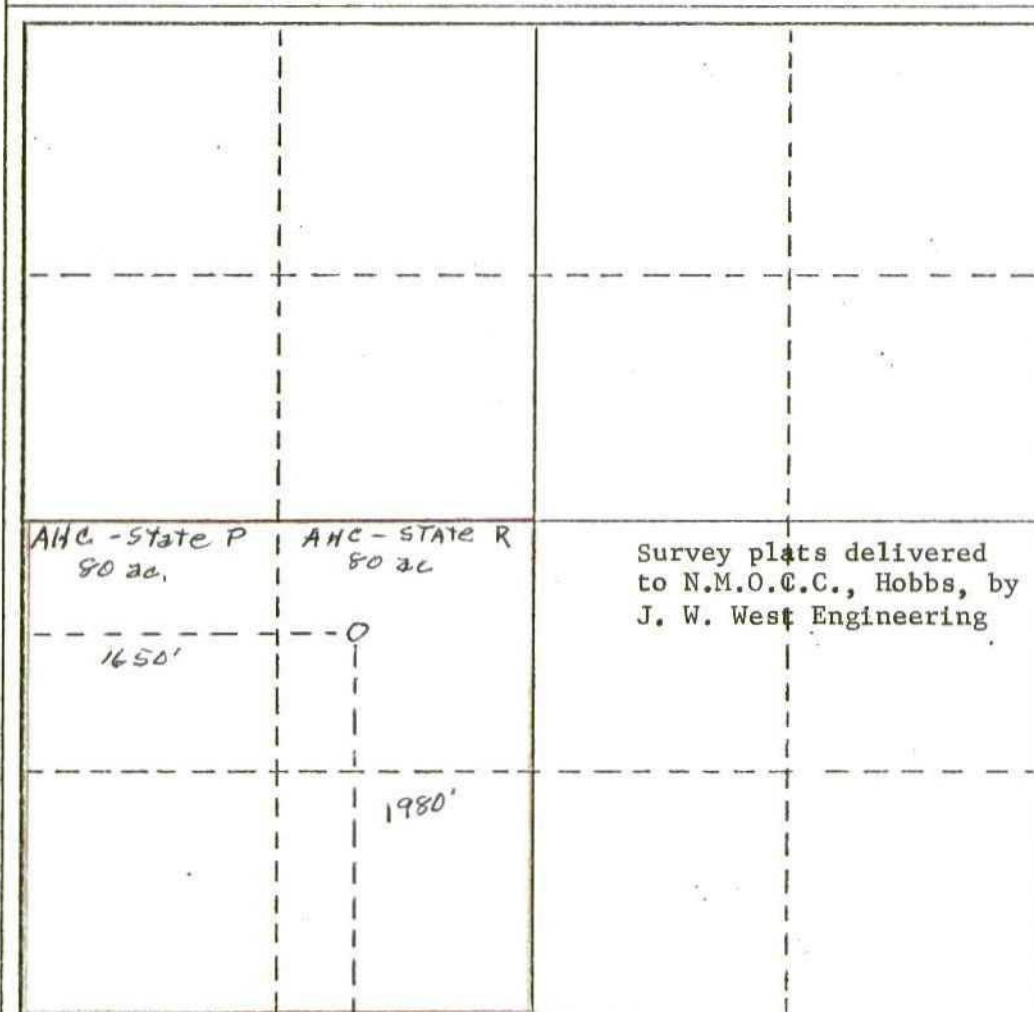 AHC - State P
80 ac.
AHC - STATE R
80 ac
Survey plats delivered
to N.M.O.C.C., Hobbs, by
J. W. West Engineering
1650'
1980'